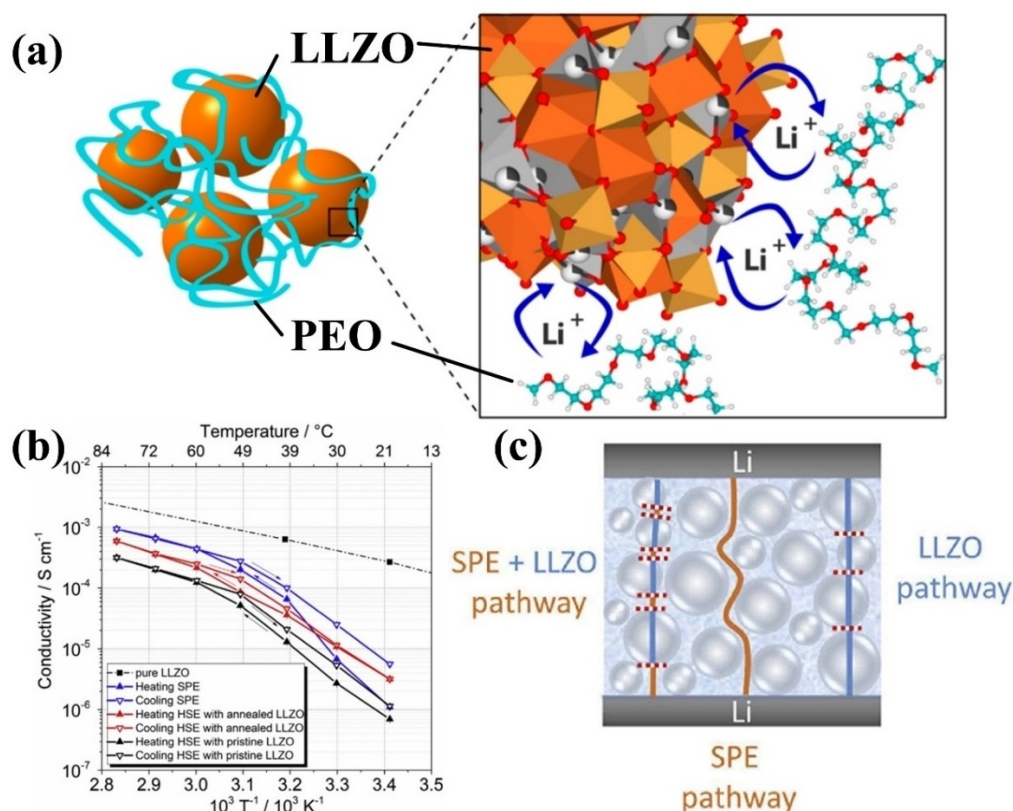 (a)
LLZO
PEO
Li +
Li +
Li +
(b)
Temperature / °C
84 72 60 49 39 30 21 13
Conductivity / S cm-1
10-2
10-3
10-4
10-5
10-6
10-7
pure LLZO
Heating SPE
Cooling SPE
Heating HSE with annealed LLZO
Cooling HSE with annealed LLZO
Heating HSE with pristine LLZO
Cooling HSE with pristine LLZO
2.8 2.9 3.0 3.1 3.2 3.3 3.4 3.5
10³ T-1 / 10³ K-1
(c)
Li
SPE + LLZO
pathway
LLZO
pathway
Li
SPE
pathway